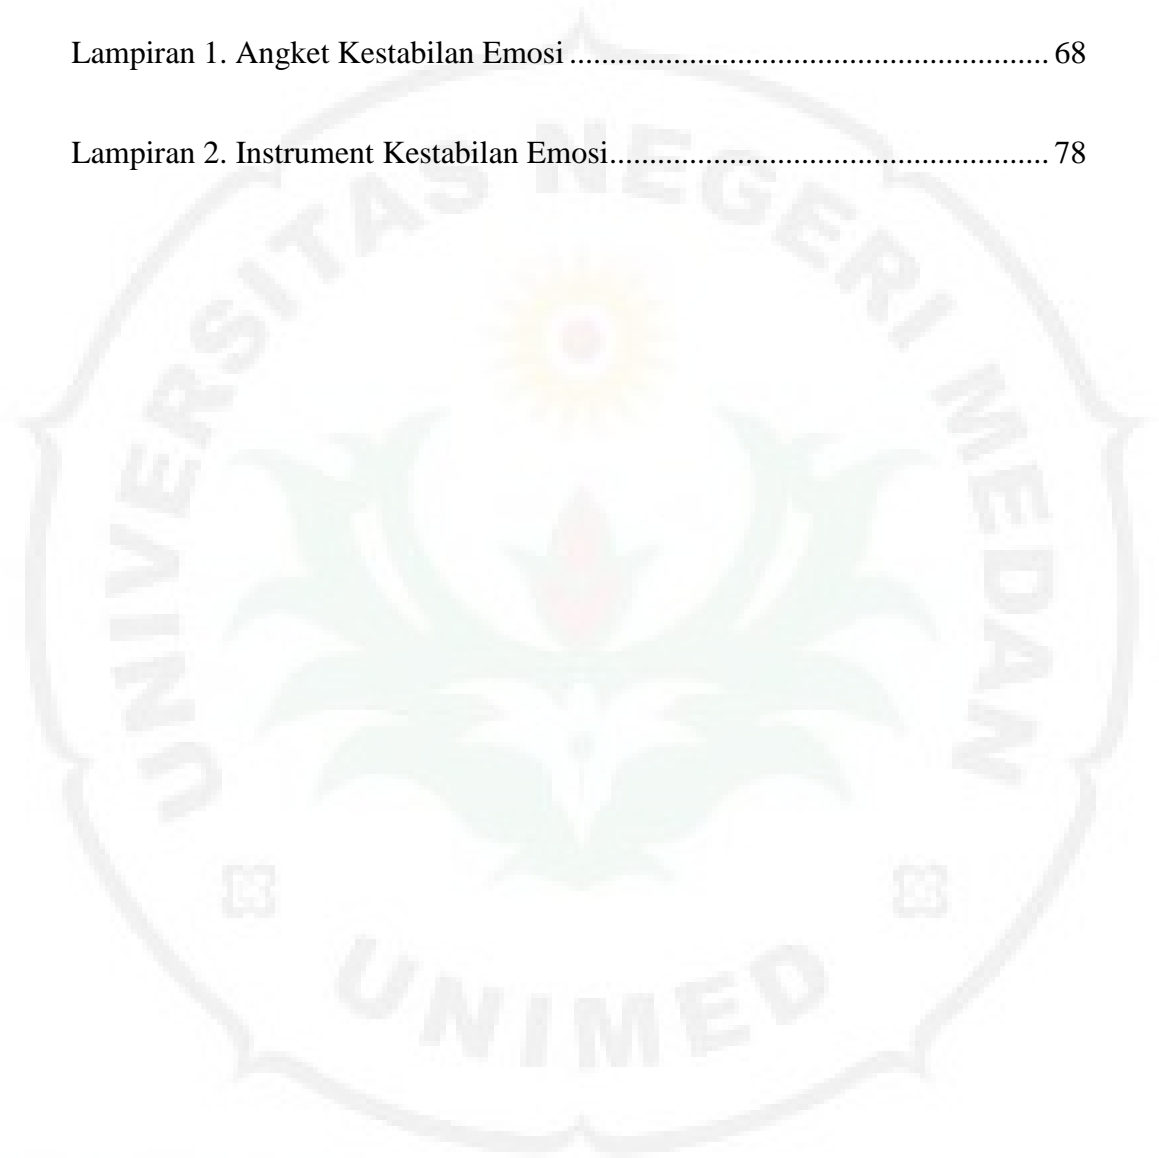 Lampiran 1. Angket Kestabilan Emosi ............................................................ 68
Lampiran 2. Instrument Kestabilan Emosi....................................................... 78
UNIVERSITAS NEGERI MEDAN
UNIMED